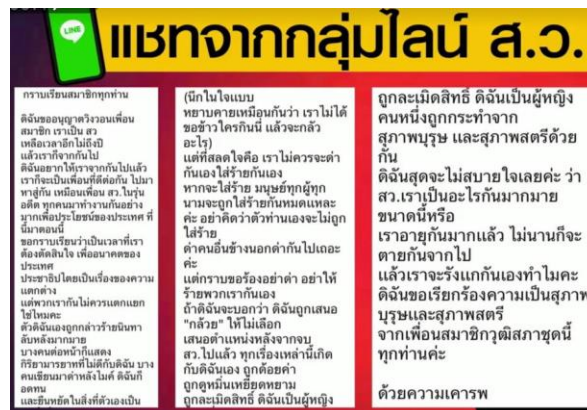 LINE
แชทจากกลุ่มไลน์ ส.ว.
กราบเรียนสมาชิกทุกท่าน
ดิฉันขออนุญาตวิงวอนเพื่อน
สมาชิก เราเป็น สว
เหลือเวลาอีกไม่ถึงปี
แล้วเราก็จากกันไป
ดิฉันอยากให้เราจากกันไปแล้ว
เราก็จะเป็นเพื่อนที่ดีต่อกัน ไปมา
หาสู่กัน เหมือนเพื่อน สว.ในรุ่น
อดีต ทุกคนมาทำงานกันอย่าง
มากเพื่อประโยชน์ของประเทศ ที่
นี้มาตอนนี้
ขอกราบเรียนว่าเป็นเวลาที่เรา
ต้องตัดสินใจ เพื่ออนาคตของ
ประเทศ
ประชาธิปไตยเป็นเรื่องของความ
แตกต่าง
แต่พวกเรากันไม่ควรแตกแยก
ใช่ไหมคะ
ตัวดิฉันเองถูกกล่าวร้ายนินทา
ลับหลังมากมาย
บางคนต่อหน้าก็แสดง
กิริยามารยาทที่ไม่ดีกับดิฉัน บาง
คนเขียนมาด่าหลังไมค์ ดิฉันก็
อดทน
และยืนหยัดในสิ่งที่ตัวเองเป็น
(นึกในใจแบบ
หยาบคายเหมือนกันว่า เราไม่ได้
ขอข้าวใครกินนี่ แล้วจะกลัว
อะไร)
แต่ที่สลดใจคือ เราไม่ควรจะด่า
กันเองใส่ร้ายกันเอง
หากจะใส่ร้าย มนุษย์ทุกผู้ทุก
นามจะถูกใส่ร้ายกันหมดแหละ
ค่ะ อย่าคิดว่าตัวท่านเองจะไม่ถูก
ใส่ร้าย
ด่าคนอื่นข้างนอกด่ากันไปเถอะ
ค่ะ
แต่กราบขอร้องอย่าด่า อย่าให้
ร้ายพวกเรากันเอง
ถ้าดิฉันจะบอกว่า ดิฉันถูกเสนอ
"กล้วย" ให้ไม่เลือก
เสนอตำแหน่งหลังจากจบ
สว.ไปแล้ว ทุกเรื่องเหล่านี้เกิด
กับดิฉันเอง ถูกด้อยค่า
ถูกดูหมิ่นเหยียดหยาม
ถูกละเมิดสิทธิ์ ดิฉันเป็นผู้หญิง
ถูกละเมิดสิทธิ์ ดิฉันเป็นผู้หญิง
คนหนึ่งถูกกระทำจาก
สุภาพบุรุษ และสุภาพสตรีด้วย
กัน
ดิฉันสุดจะไม่สบายใจเลยค่ะ ว่า
สว.เราเป็นอะไรกันมากมาย
ขนาดนี้หรือ
เราอายุกันมากแล้ว ไม่นานก็จะ
ตายกันจากไป
แล้วเราจะรังแกกันเองทำไมคะ
ดิฉันขอเรียกร้องความเป็นสุภาพ
บุรุษและสุภาพสตรี
จากเพื่อนสมาชิกวุฒิสภาชุดนี้
ทุกท่านค่ะ
ด้วยความเคารพ